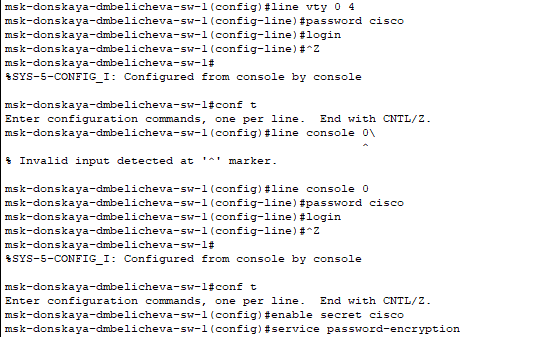 msk-donskaya-dmbelicheva-sw-1(config)#line vty 0 4
msk-donskaya-dmbelicheva-sw-1(config-line)#password cisco
msk-donskaya-dmbelicheva-sw-1(config-line)#login
msk-donskaya-dmbelicheva-sw-1(config-line)#^Z
msk-donskaya-dmbelicheva-sw-1#
%SYS-5-CONFIG_I: Configured from console by console
msk-donskaya-dmbelicheva-sw-1#conf t
Enter configuration commands, one per line.  End with CNTL/Z.
msk-donskaya-dmbelicheva-sw-1(config)#line console 0\
^
% Invalid input detected at '^' marker.
msk-donskaya-dmbelicheva-sw-1(config)#line console 0
msk-donskaya-dmbelicheva-sw-1(config-line)#password cisco
msk-donskaya-dmbelicheva-sw-1(config-line)#login
msk-donskaya-dmbelicheva-sw-1(config-line)#^Z
msk-donskaya-dmbelicheva-sw-1#
%SYS-5-CONFIG_I: Configured from console by console
msk-donskaya-dmbelicheva-sw-1#conf t
Enter configuration commands, one per line.  End with CNTL/Z.
msk-donskaya-dmbelicheva-sw-1(config)#enable secret cisco
msk-donskaya-dmbelicheva-sw-1(config)#service password-encryption